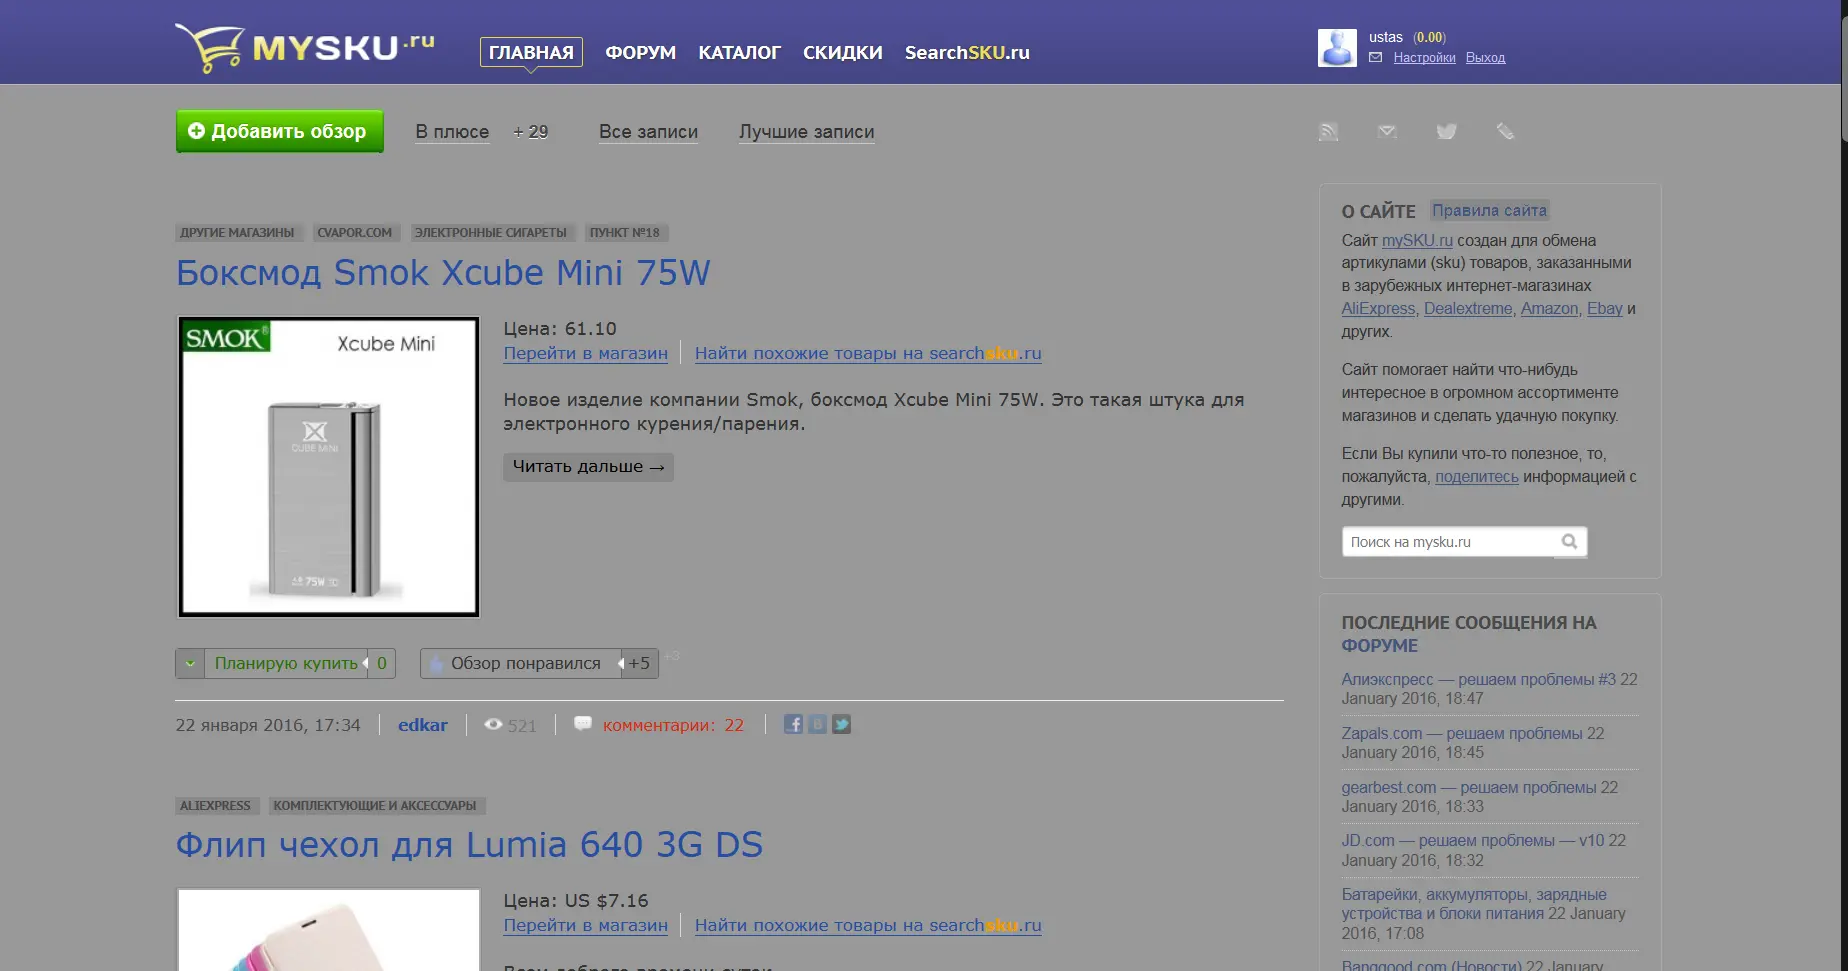 MYSKU.ru
ГЛАВНАЯ ФОРУМ КАТАЛОГ СКИДКИ SearchSKU.ru
ustas (0.00)
Настройки Выход
Добавить обзор В плюсе + 29 Все записи Лучшие записи
ДРУГИЕ МАГАЗИНЫ CVAPOR.COM ЭЛЕКТРОННЫЕ СИГАРЕТЫ ПУНКТ №18
Боксмод Smok Xcube Mini 75W
SMOK®
Xcube Mini
CUBE MINI
75W
Цена: 61.10
Перейти в магазин Найти похожие товары на searchsku.ru
Новое изделие компании Smok, боксмод Xcube Mini 75W. Это такая штука для
электронного курения/парения.
Читать дальше →
Планирую купить 0 Обзор понравился +5 +3
22 января 2016, 17:34 edkar 521 комментарии: 22
ALIEXPRESS КОМПЛЕКТУЮЩИЕ И АКСЕССУАРЫ
Флип чехол для Lumia 640 3G DS
Цена: US $7.16
Перейти в магазин Найти похожие товары на searchsku.ru
Всем доброго времени суток
О САЙТЕ Правила сайта
Сайт mySKU.ru создан для обмена
артикулами (sku) товаров, заказанными
в зарубежных интернет-магазинах
AliExpress, Dealextreme, Amazon, Ebay и
других.
Сайт помогает найти что-нибудь
интересное в огромном ассортименте
магазинов и сделать удачную покупку.
Если Вы купили что-то полезное, то,
пожалуйста, поделитесь информацией с
другими.
Поиск на mysku.ru
ПОСЛЕДНИЕ СООБЩЕНИЯ НА
ФОРУМЕ
Алиэкспресс — решаем проблемы #3 22
January 2016, 18:47
Zapals.com — решаем проблемы 22
January 2016, 18:45
gearbest.com — решаем проблемы 22
January 2016, 18:33
JD.com — решаем проблемы — v10 22
January 2016, 18:32
Батарейки, аккумуляторы, зарядные
устройства и блоки питания 22 January
2016, 17:08
Banggood.com (Новости) 22 January